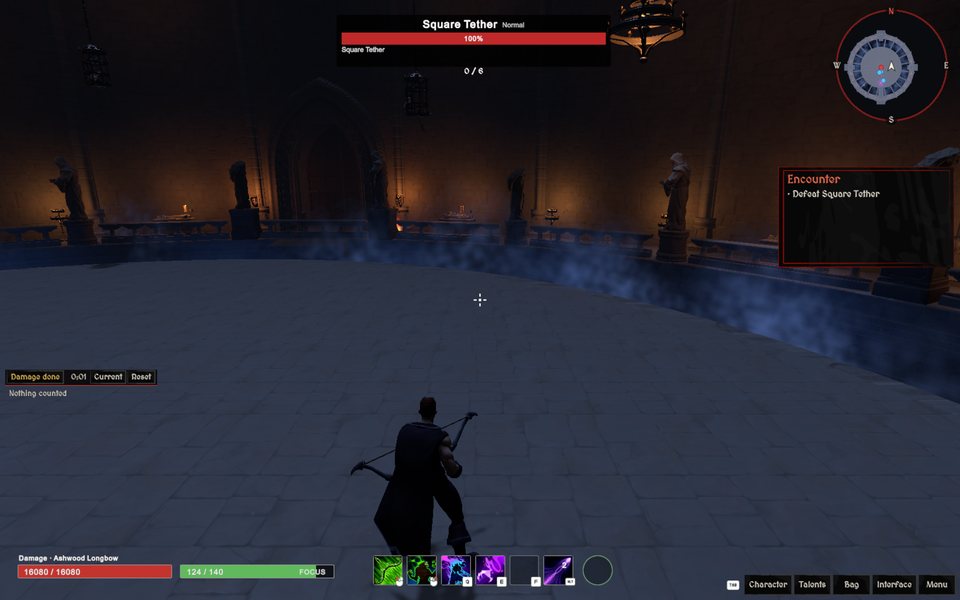 Square Tether Normal
100%
Square Tether
0 / 6
N
W
E
S
Encounter
• Defeat Square Tether
Damage done 0:01 Current Reset
Nothing counted
Damage · Ashwood Longbow
16080 / 16080
124 / 140 FOCUS
Q
E
F
Character
Talents
Bag
Interface
Menu